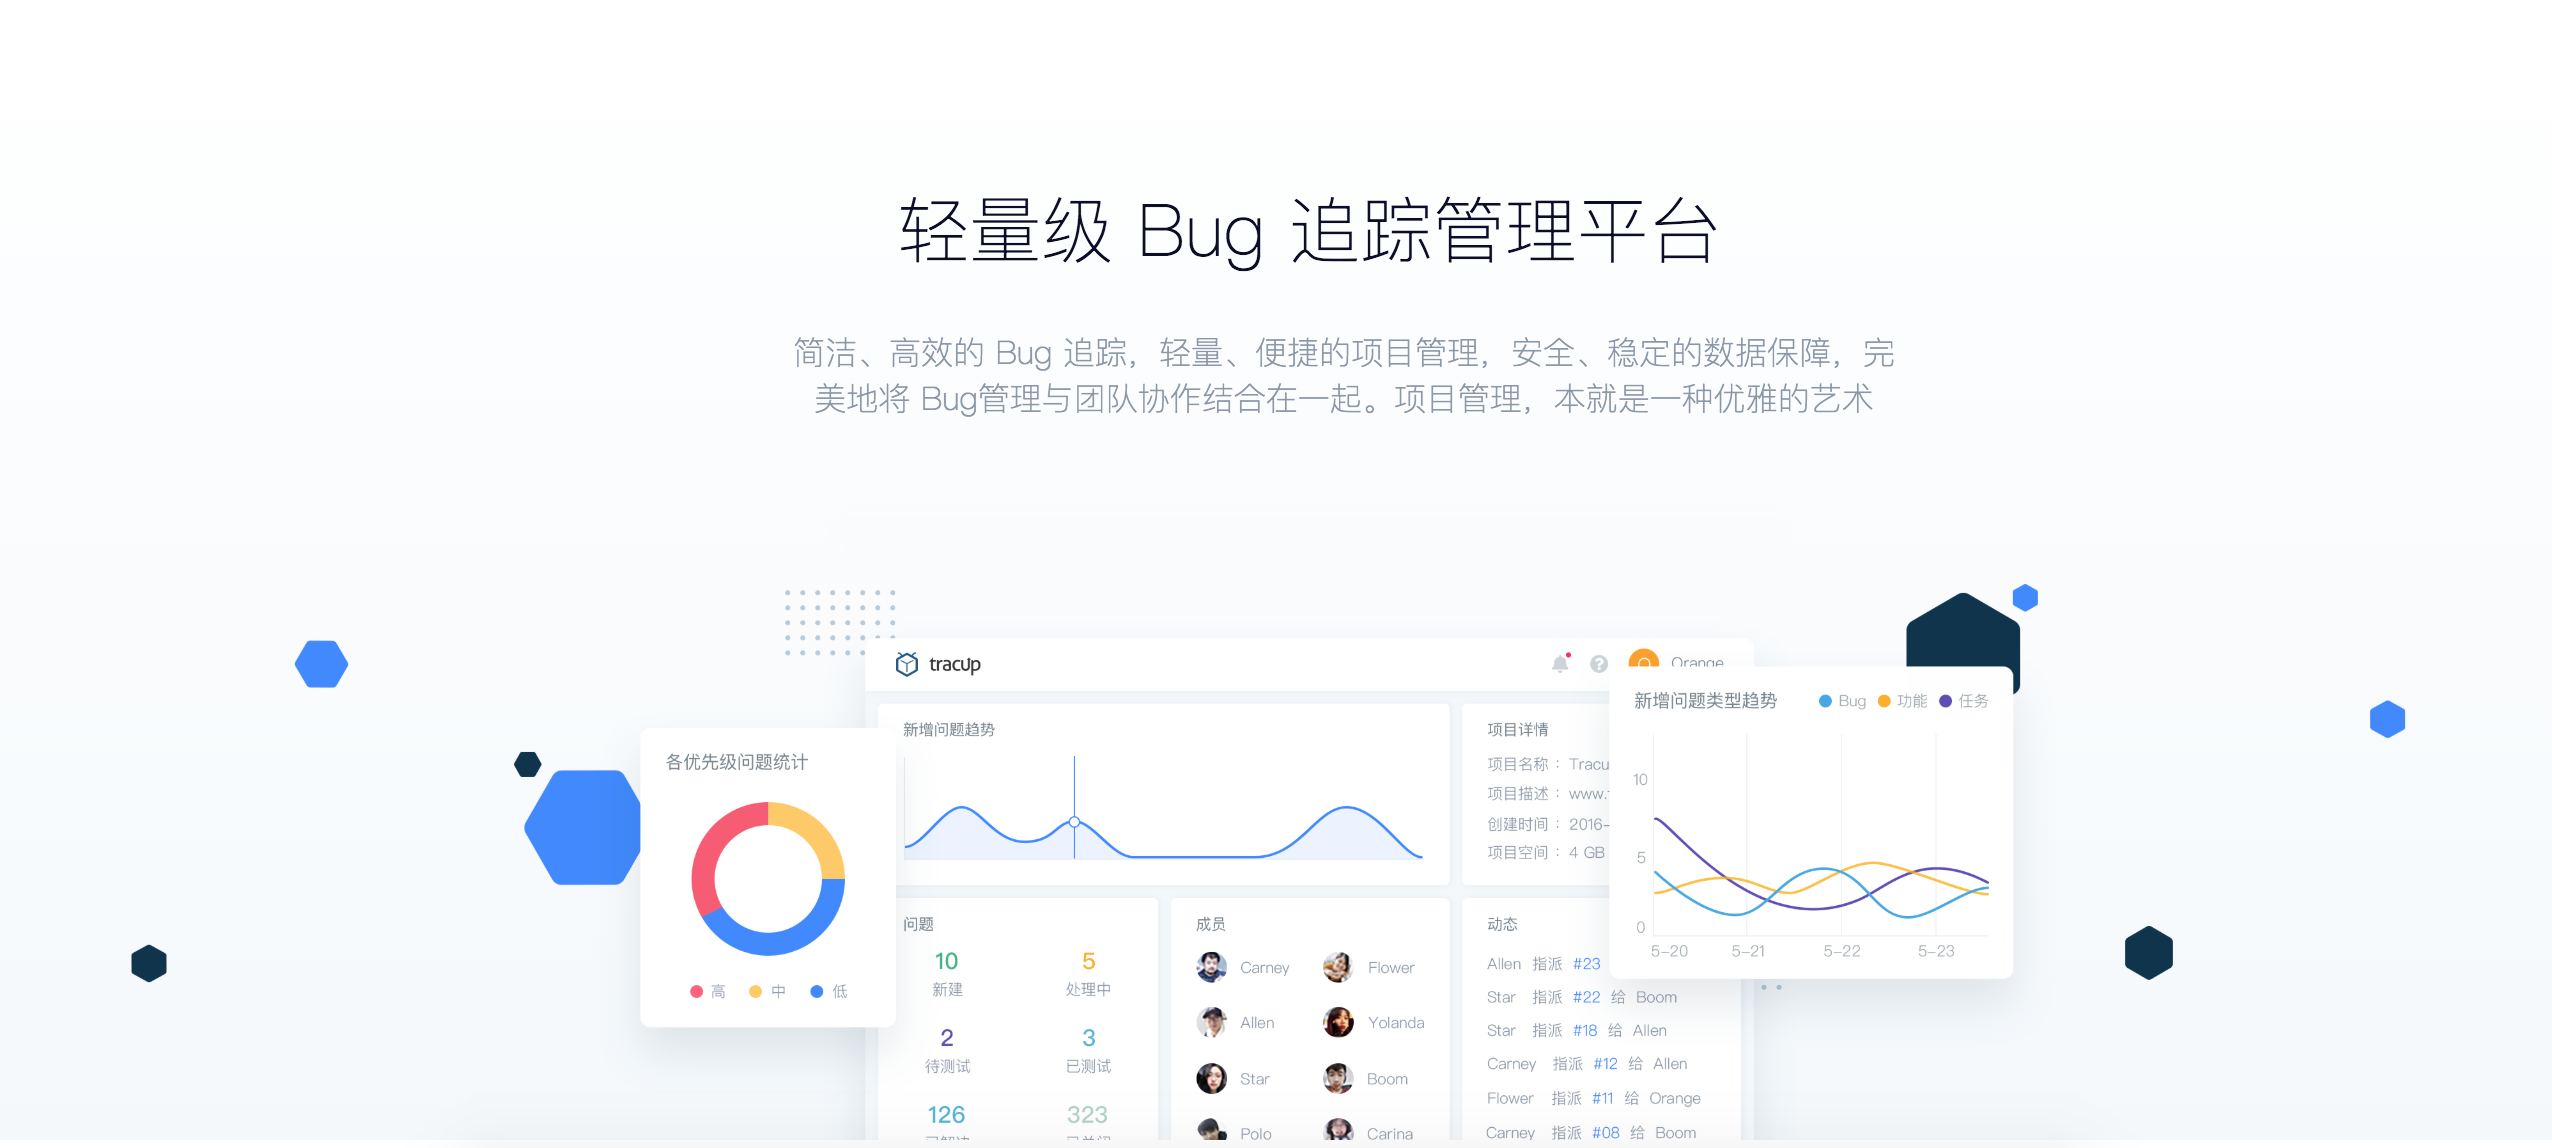 轻量级 Bug 追踪管理平台
简洁、高效的 Bug 追踪，轻量、便捷的项目管理，安全、稳定的数据保障，完
美地将 Bug管理与团队协作结合在一起。项目管理，本就是一种优雅的艺术
tracup
Orange
新增问题趋势
项目详情
项目名称： Tracu
项目描述： www.
创建时间： 2016-
项目空间： 4 GB
新增问题类型趋势
Bug 功能 任务
10
5
0
5-20 5-21 5-22 5-23
各优先级问题统计
高 中 低
问题
10 5
新建 处理中
2 3
待测试 已测试
126 323
成员
Carney Flower
Allen Yolanda
Star Boom
Polo Carina
动态
Allen 指派 #23
Star 指派 #22 给 Boom
Star 指派 #18 给 Allen
Carney 指派 #12 给 Allen
Flower 指派 #11 给 Orange
Carney 指派 #08 给 Boom